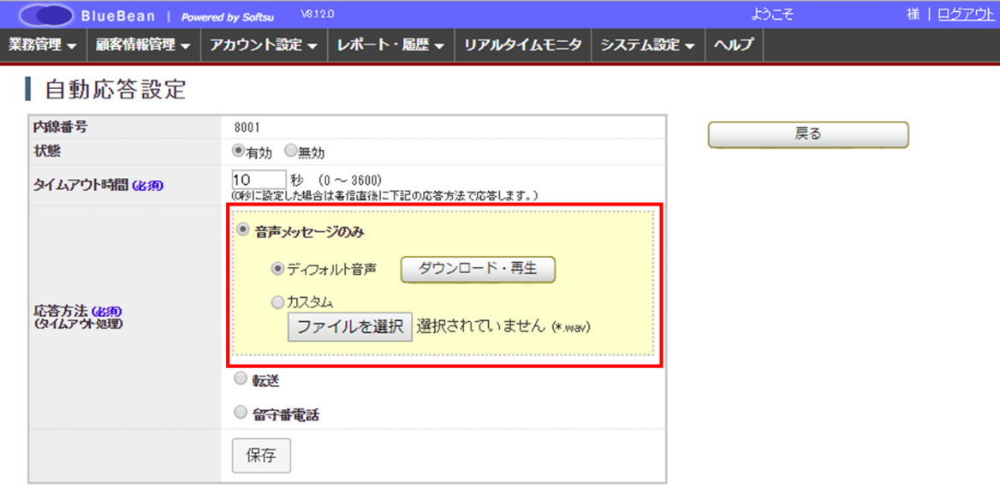 BlueBean | Powered by Softsu V8.12.0 ようこそ 様 | ログアウト
業務管理 顧客情報管理 アカウント設定 レポート・履歴 リアルタイムモニタ システム設定 ヘルプ
自動応答設定
戻る
内線番号 8001
状態 有効 無効
タイムアウト時間 (必須) 10 秒 (0 ～ 3600)
(0秒に設定した場合は着信直後に下記の応答方法で応答します。)
音声メッセージのみ
ディフォルト音声 ダウンロード・再生
カスタム
ファイルを選択 選択されていません (*.wav)
応答方法 (必須)
(タイムアウト処理)
転送
留守番電話
保存